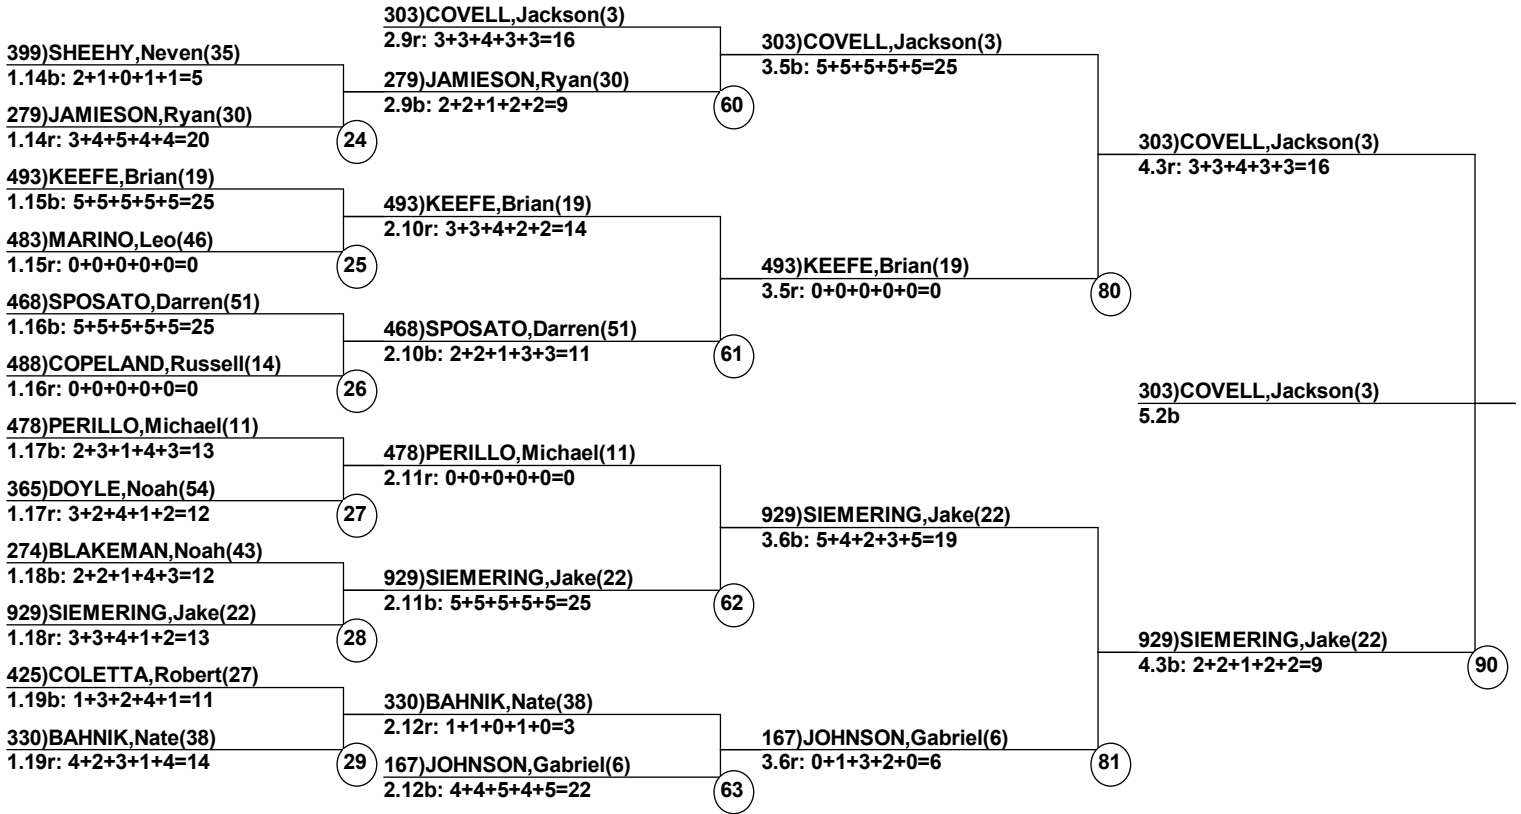 399)SHEEHY,Neven(35)
1.14b: 2+1+0+1+1=5
279)JAMIESON,Ryan(30)
1.14r: 3+4+5+4+4=20
24
493)KEEFE,Brian(19)
1.15b: 5+5+5+5+5=25
483)MARINO,Leo(46)
1.15r: 0+0+0+0+0=0
25
468)SPOSATO,Darren(51)
1.16b: 5+5+5+5+5=25
488)COPELAND,Russell(14)
1.16r: 0+0+0+0+0=0
26
478)PERILLO,Michael(11)
1.17b: 2+3+1+4+3=13
365)DOYLE,Noah(54)
1.17r: 3+2+4+1+2=12
27
274)BLAKEMAN,Noah(43)
1.18b: 2+2+1+4+3=12
929)SIEMERING,Jake(22)
1.18r: 3+3+4+1+2=13
28
425)COLETTA,Robert(27)
1.19b: 1+3+2+4+1=11
330)BAHNIK,Nate(38)
1.19r: 4+2+3+1+4=14
29
303)COVELL,Jackson(3)
2.9r: 3+3+4+3+3=16
279)JAMIESON,Ryan(30)
2.9b: 2+2+1+2+2=9
60
493)KEEFE,Brian(19)
2.10r: 3+3+4+2+2=14
468)SPOSATO,Darren(51)
2.10b: 2+2+1+3+3=11
61
478)PERILLO,Michael(11)
2.11r: 0+0+0+0+0=0
929)SIEMERING,Jake(22)
2.11b: 5+5+5+5+5=25
62
330)BAHNIK,Nate(38)
2.12r: 1+1+0+1+0=3
167)JOHNSON,Gabriel(6)
2.12b: 4+4+5+4+5=22
63
303)COVELL,Jackson(3)
3.5b: 5+5+5+5+5=25
493)KEEFE,Brian(19)
3.5r: 0+0+0+0+0=0
80
929)SIEMERING,Jake(22)
3.6b: 5+4+2+3+5=19
167)JOHNSON,Gabriel(6)
3.6r: 0+1+3+2+0=6
81
303)COVELL,Jackson(3)
4.3r: 3+3+4+3+3=16
929)SIEMERING,Jake(22)
4.3b: 2+2+1+2+2=9
90
303)COVELL,Jackson(3)
5.2b